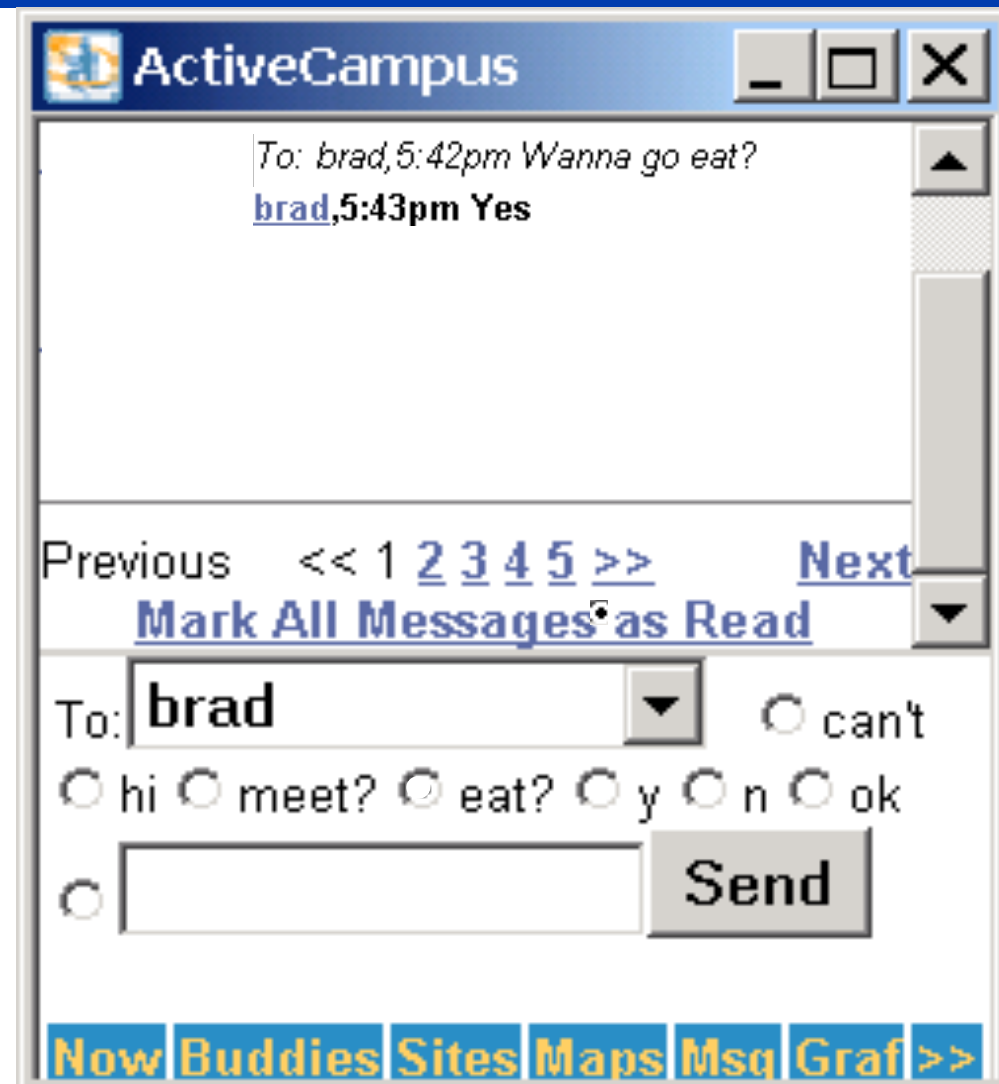 ActiveCampus
To: brad,5:42pm Wanna go eat?
brad,5:43pm Yes
Previous << 1 2 3 4 5 >> Next
Mark All Messages as Read
To: brad can't
hi meet? eat? y n ok
Send
Now Buddies Sites Maps Msg Graf >>